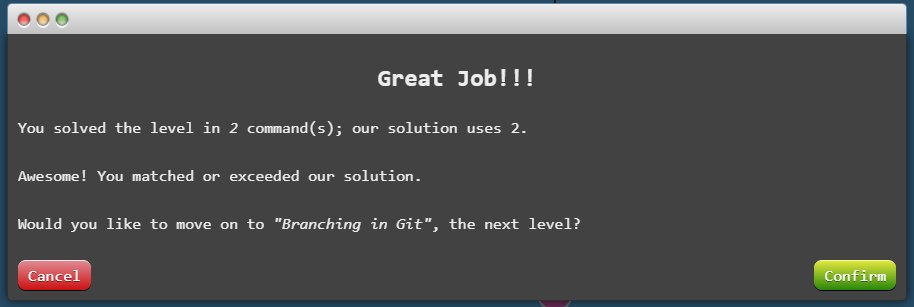 Great Job!!!
You solved the level in 2 command(s); our solution uses 2.
Awesome! You matched or exceeded our solution.
Would you like to move on to "Branching in Git", the next level?
Cancel
Confirm